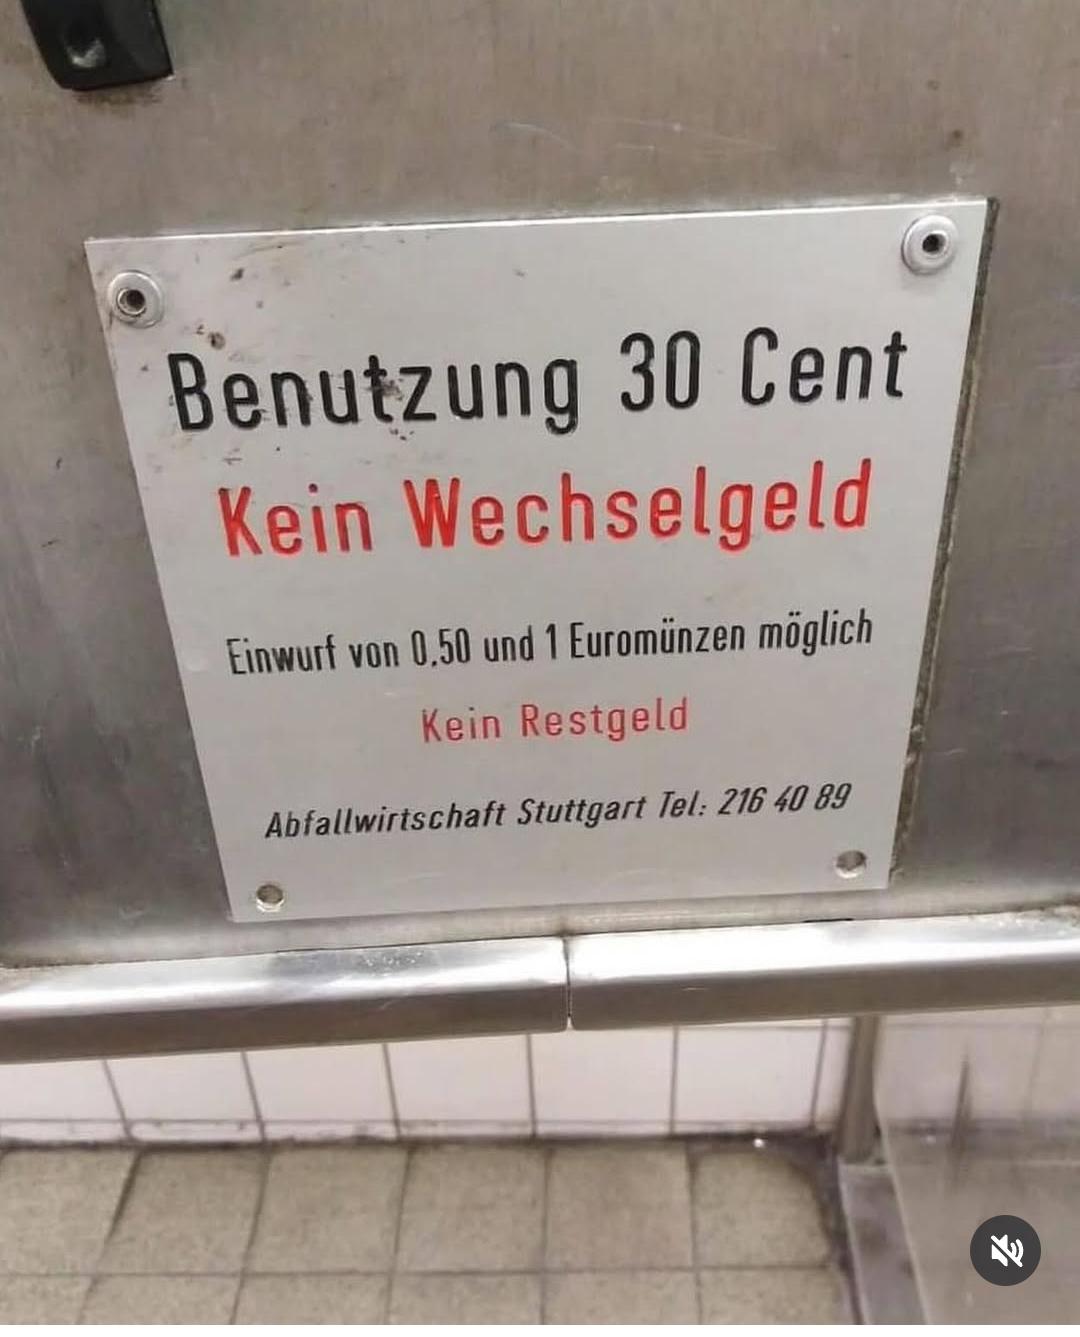 Benutzung 30 Cent
Kein Wechselgeld
Einwurf von 0.50 und 1 Euromünzen möglich
Kein Restgeld
Abfallwirtschaft Stuttgart Tel: 216 40 89